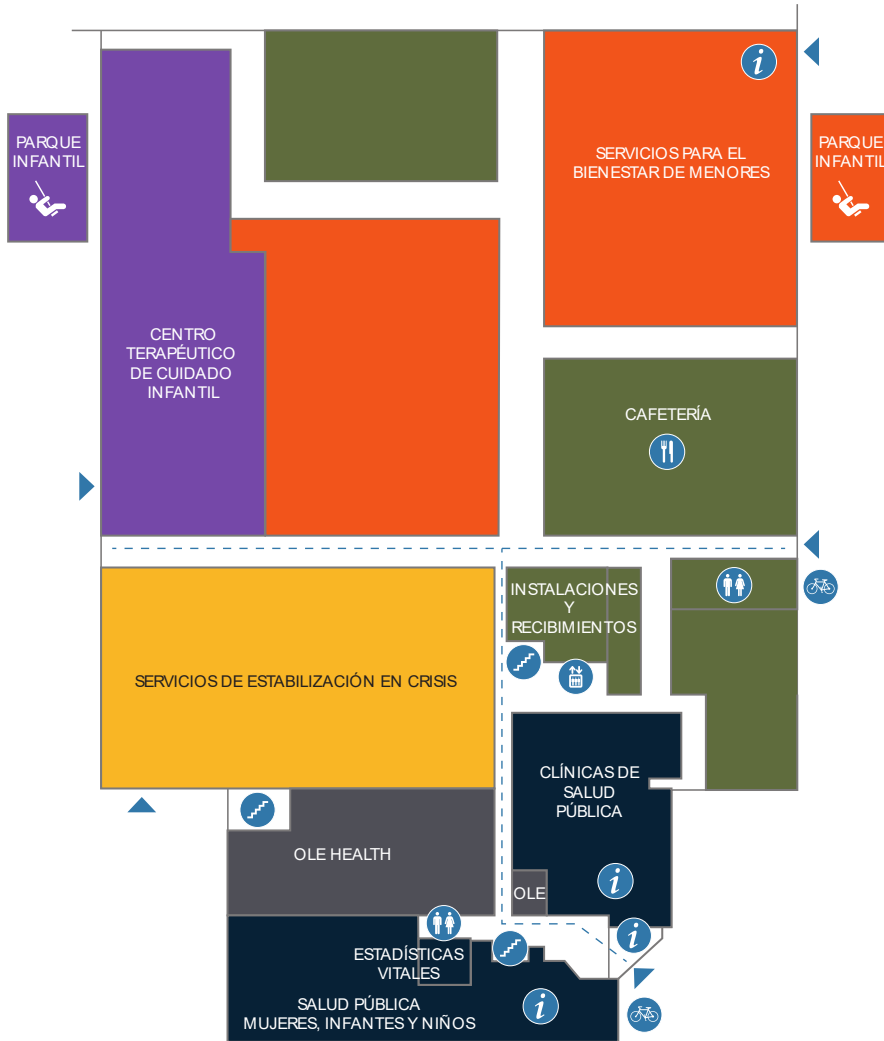 PARQUE
INFANTIL
SERVICIOS PARA EL
BIENESTAR DE MENORES
PARQUE
INFANTIL
CENTRO
TERAPÉUTICO
DE CUIDADO
INFANTIL
CAFETERÍA
INSTALACIONES
Y
RECIBIMIENTOS
SERVICIOS DE ESTABILIZACIÓN EN CRISIS
CLÍNICAS DE
SALUD
PÚBLICA
OLE HEALTH
OLE
ESTADÍSTICAS
VITALES
SALUD PÚBLICA
MUJERES, INFANTES Y NIÑOS